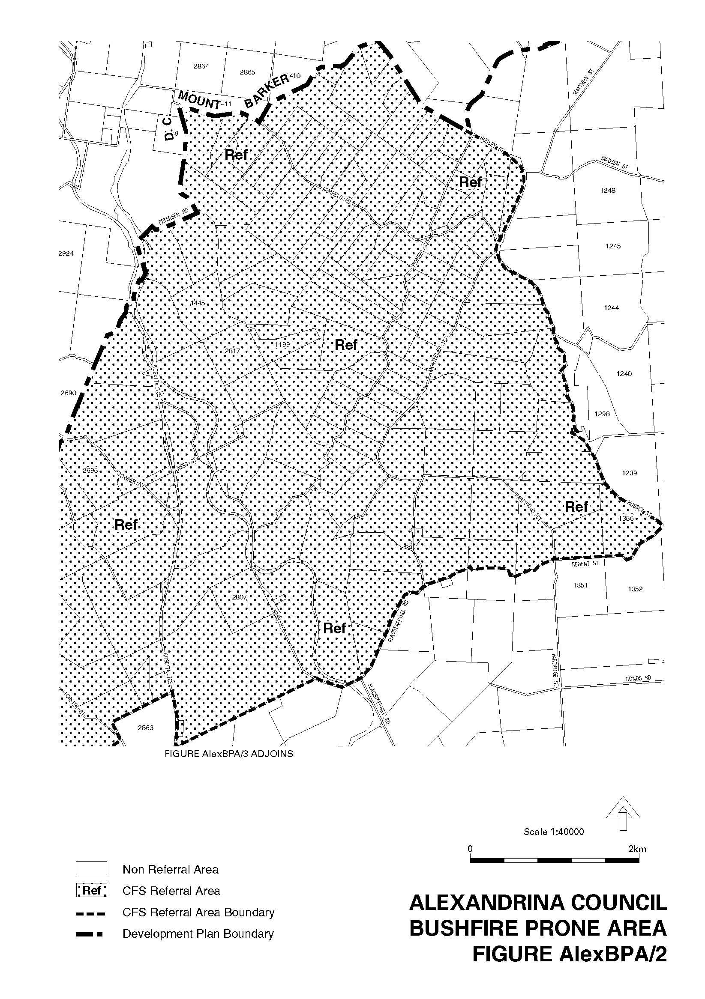 2864
2865
410
MOUNT
BARKER
411
D.C.
9
MATTHEW ST
HUSSEY ST
Ref
MADSEN ST
Ref
1248
ARMFIELD RD
PETERSEN RD
1245
2924
PIONEER AV
1445
1244
Ref
1199
2817
MONTPELIER TCE
ROSETTA TCE
1240
2690
1298
NESS ST
2695
DOWNER AV
1239
PARTRIDGE ST
Ref
HUSSEY ST
1356
Ref
REGENT ST
1351
1352
2807
FLAGSTAFF HILL RD
NESS ST
Ref
ROSETTA TCE
PARTRIDGE ST
BONDS RD
FORSTER ST
FLAGSTAFF HILL RD
2863
FIGURE AlexBPA/3 ADJOINS
Scale 1:40000
0 2km
Non Referral Area
Ref CFS Referral Area
CFS Referral Area Boundary
Development Plan Boundary
ALEXANDRINA COUNCIL
BUSHFIRE PRONE AREA
FIGURE AlexBPA/2